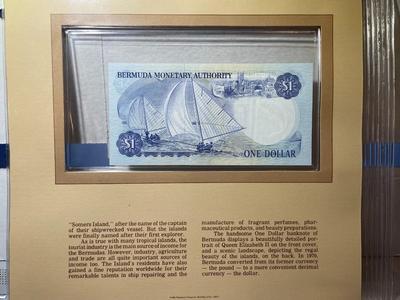 BERMUDA MONETARY AUTHORITY
$1
$1
ONE DOLLAR
"Somers Island," after the name of the captain
of their shipwrecked vessel. But the islands
were finally named after their first explorer.
As is true with many tropical islands, the
tourist industry is the main source of income for
the Bermudas. However, industry, agriculture
and trade are all quite important sources of
income too. The Island's residents have also
gained a fine reputation worldwide for their
remarkable talents in ship repairing and the
manufacture of fragrant perfumes, phar-
maceutical products, and beauty preparations.
The handsome One Dollar banknote of
Bermuda displays a beautifully detailed por-
trait of Queen Elizabeth II on the front cover,
and a scenic landscape, depicting the regal
beauty of the islands, on the back. In 1970,
Bermuda converted from its former currency
— the pound — to a more convenient decimal
currency — the dollar.